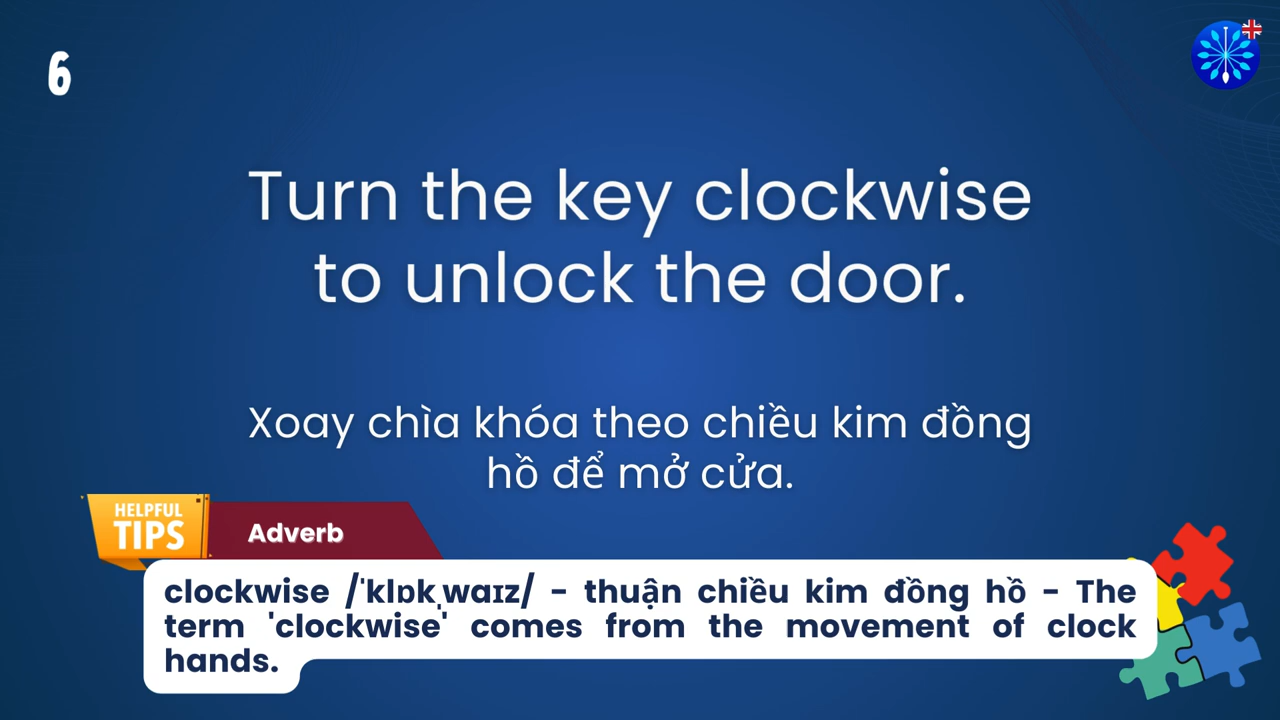 6
Turn the key clockwise
to unlock the door.
Xoay chìa khóa theo chiều kim đồng
hồ để mở cửa.
HELPFUL
TIPS
Adverb
clockwise /ˈklɒkˌwaɪz/ - thuận chiều kim đồng hồ - The
term 'clockwise' comes from the movement of clock
hands.